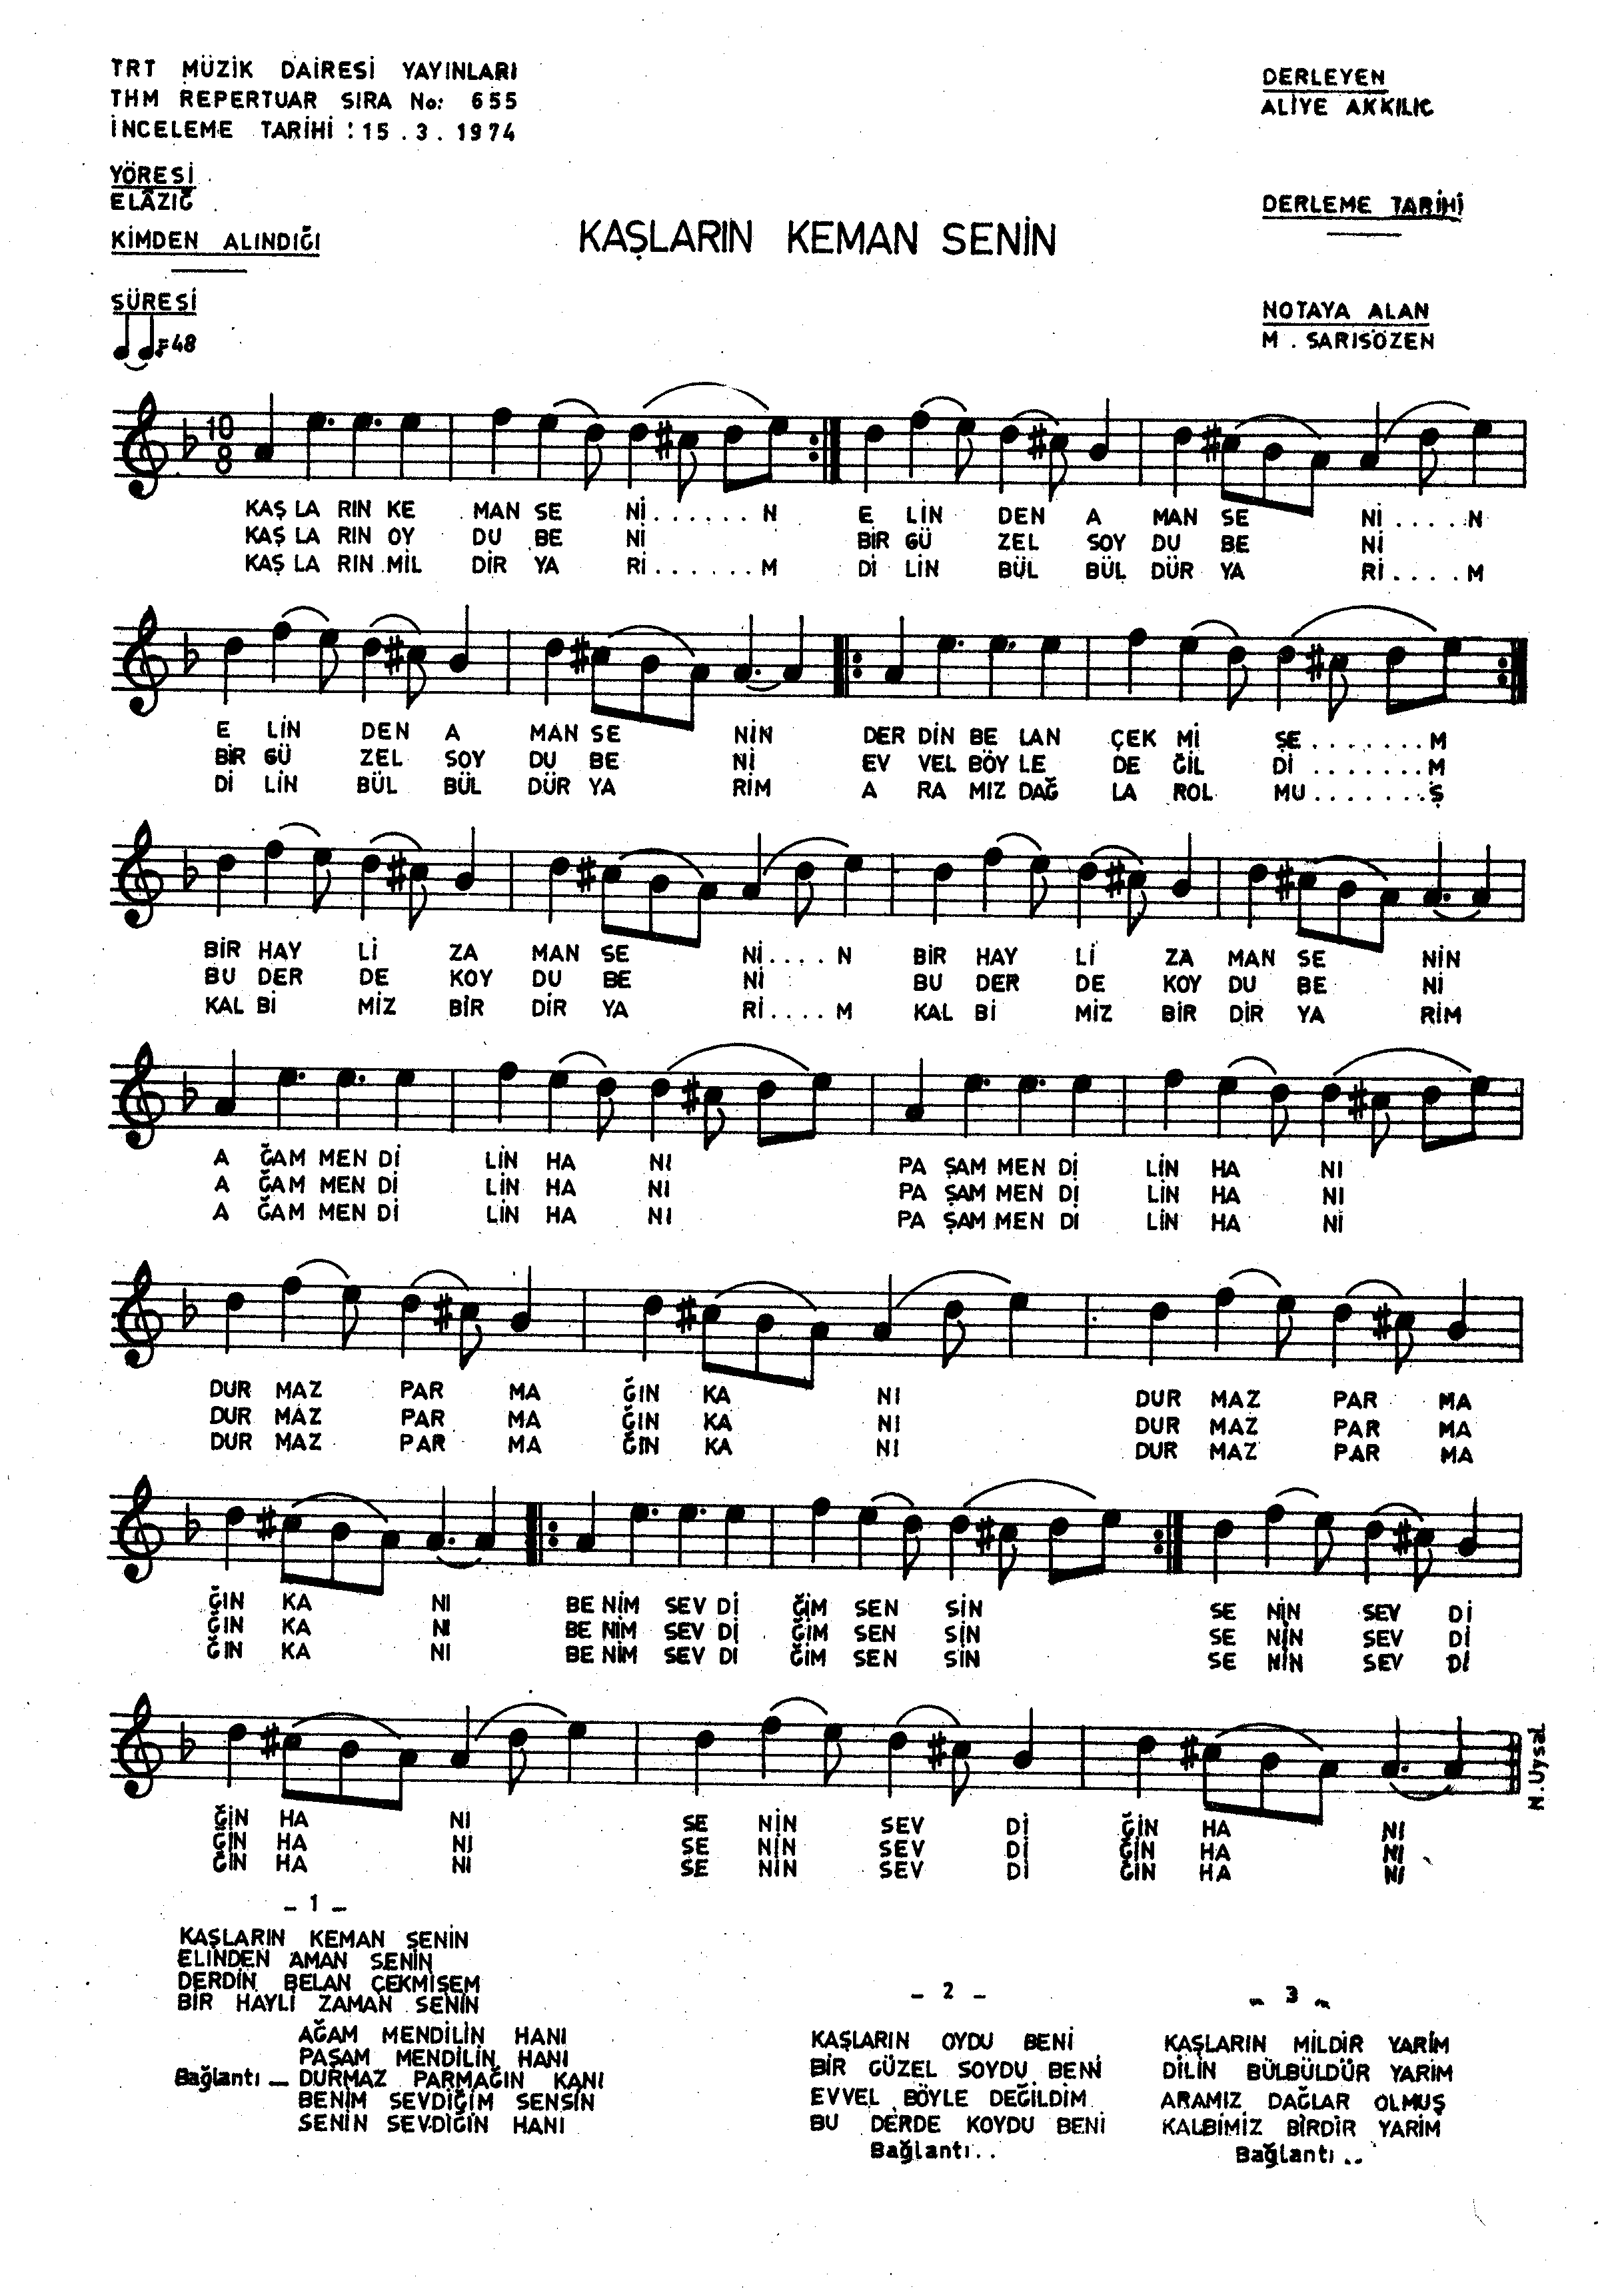 TRT MÜZİK DAİRESİ YAYINLARI
THM REPERTUAR SIRA No: 655
İNCELEME TARİHİ : 15.3.1974
DERLEYEN
ALİYE AKKILIÇ
YÖRESİ
ELÂZIĞ
DERLEME TARİHİ
KİMDEN ALINDIĞI
KAŞLARIN KEMAN SENİN
SÜRESİ
=48
NOTAYA ALAN
M. SARISÖZEN
10
8
KAŞ LA RIN KE MAN SE Nİ......N E LİN DEN A MAN SE Nİ.....N
KAŞ LA RIN OY DU BE Nİ BİR GÜ ZEL SOY DU BE Nİ
KAŞ LA RIN MİL DİR YA Rİ......M Dİ LİN BÜL BÜL DÜR YA Rİ....M
E LİN DEN A MAN SE NİN DER DİN BE LAN ÇEK Mİ ŞE.......M
BİR GÜ ZEL SOY DU BE Nİ EV VEL BÖY LE DE ĞİL Dİ.......M
Dİ LİN BÜL BÜL DÜR YA RİM A RA MIZ DAĞ LA ROL MU.......Ş
BİR HAY Lİ ZA MAN SE Nİ....N BİR HAY Lİ ZA MAN SE NİN
BU DER DE KOY DU BE Nİ BU DER DE KOY DU BE Nİ
KAL Bİ MİZ BİR DİR YA Rİ....M KAL Bİ MİZ BİR DİR YA RİM
A ĞAM MEN Dİ LİN HA NI PA ŞAM MEN Dİ LİN HA NI
A ĞAM MEN Dİ LİN HA NI PA ŞAM MEN Dİ LİN HA NI
A ĞAM MEN Dİ LİN HA NI PA ŞAM MEN DI LİN HA Nİ
DUR MAZ PAR MA ĞIN KA NI DUR MAZ PAR MA
DUR MAZ PAR MA ĞIN KA NI DUR MAZ PAR MA
DUR MAZ PAR MA ĞIN KA NI DUR MAZ PAR MA
ĞIN KA NI BE NİM SEV Dİ ĞİM SEN SİN SE NİN SEV Dİ
ĞIN KA NI BE NİM SEV Dİ ĞİM SEN SİN SE NİN SEV Dİ
ĞIN KA NI BE NİM SEV DI ĞİM SEN SİN SE NİN SEV Dİ
ĞİN HA NI SE NİN SEV Dİ ĞİN HA NI
ĞİN HA NI SE NİN SEV Dİ ĞİN HA NI
ĞİN HA NI SE NİN SEV Dİ ĞİN HA NI
N. Uysal
- 1 -
KAŞLARIN KEMAN SENİN
ELİNDEN AMAN SENİN
DERDİN BELAN ÇEKMİŞEM
BİR HAYLİ ZAMAN SENİN
AĞAM MENDİLİN HANI
PAŞAM MENDİLİN HANI
Bağlantı - DURMAZ PARMAĞIN KANI
BENİM SEVDİĞİM SENSİN
SENİN SEVDİĞİN HANI
- 2 -
KAŞLARIN OYDU BENİ
BİR GÜZEL SOYDU BENİ
EVVEL BÖYLE DEĞİLDİM
BU DERDE KOYDU BENİ
Bağlantı..
- 3 -
KAŞLARIN MİLDİR YARİM
DİLİN BÜLBÜLDÜR YARİM
ARAMIZ DAĞLAR OLMUŞ
KALBİMİZ BİRDİR YARİM
Bağlantı..